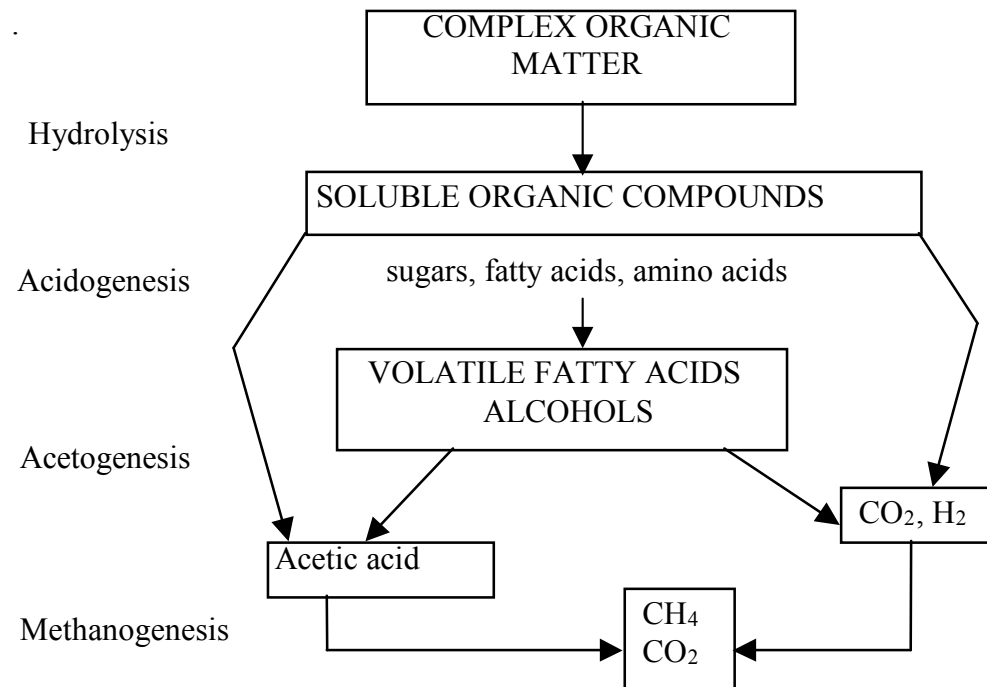 COMPLEX ORGANIC
MATTER
Hydrolysis
SOLUBLE ORGANIC COMPOUNDS
Acidogenesis
sugars, fatty acids, amino acids
VOLATILE FATTY ACIDS
ALCOHOLS
Acetogenesis
CO₂, H₂
Acetic acid
Methanogenesis
CH₄
CO₂